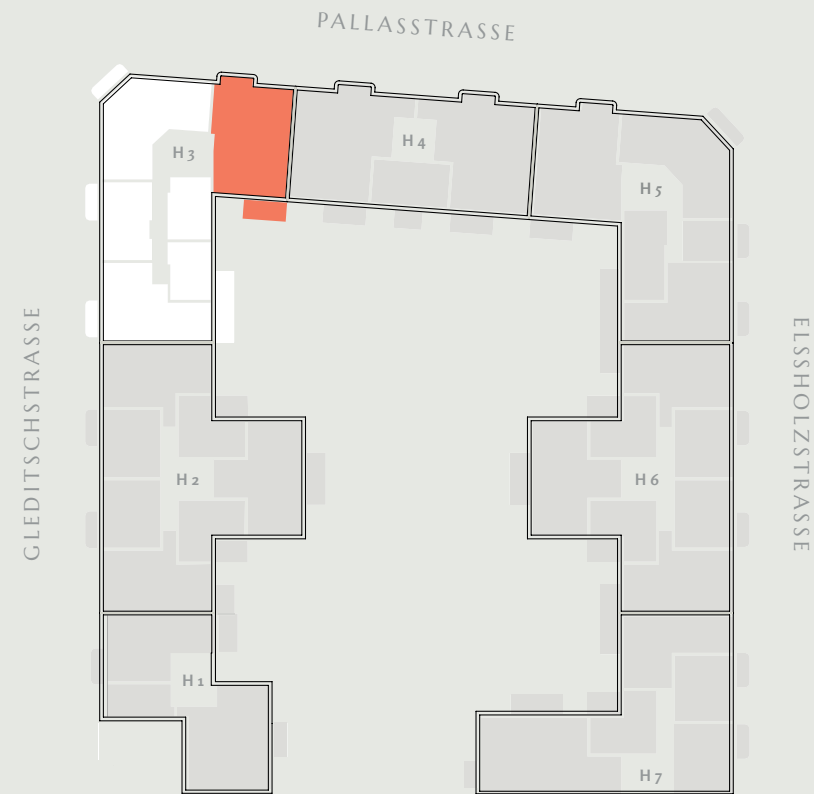 PALLASSTRASSE
H 3
H 4
H 5
GLEDITSCHSTRASSE
ELSSHOLZSTRASSE
H 2
H 6
H 1
H 7